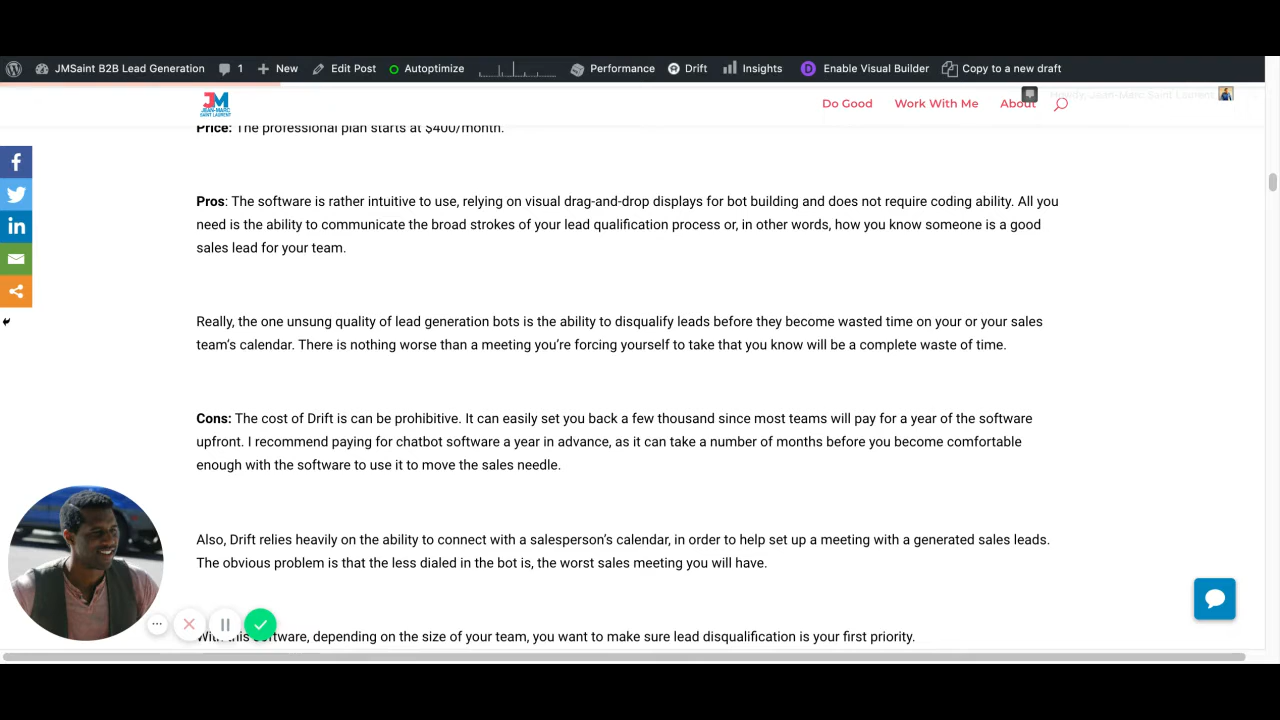 JMSaint B2B Lead Generation 1 New Edit Post Autoptimize Performance Drift Insights D Enable Visual Builder Copy to a new draft
Howdy, Jean-Marc Saint Laurent
JM
JEAN-MARC
SAINT LAURENT
Do Good Work With Me About
Price: The professional plan starts at $400/month.
Pros: The software is rather intuitive to use, relying on visual drag-and-drop displays for bot building and does not require coding ability. All you
need is the ability to communicate the broad strokes of your lead qualification process or, in other words, how you know someone is a good
sales lead for your team.
Really, the one unsung quality of lead generation bots is the ability to disqualify leads before they become wasted time on your or your sales
team’s calendar. There is nothing worse than a meeting you’re forcing yourself to take that you know will be a complete waste of time.
Cons: The cost of Drift is can be prohibitive. It can easily set you back a few thousand since most teams will pay for a year of the software
upfront. I recommend paying for chatbot software a year in advance, as it can take a number of months before you become comfortable
enough with the software to use it to move the sales needle.
Also, Drift relies heavily on the ability to connect with a salesperson’s calendar, in order to help set up a meeting with a generated sales leads.
The obvious problem is that the less dialed in the bot is, the worst sales meeting you will have.
With this software, depending on the size of your team, you want to make sure lead disqualification is your first priority.